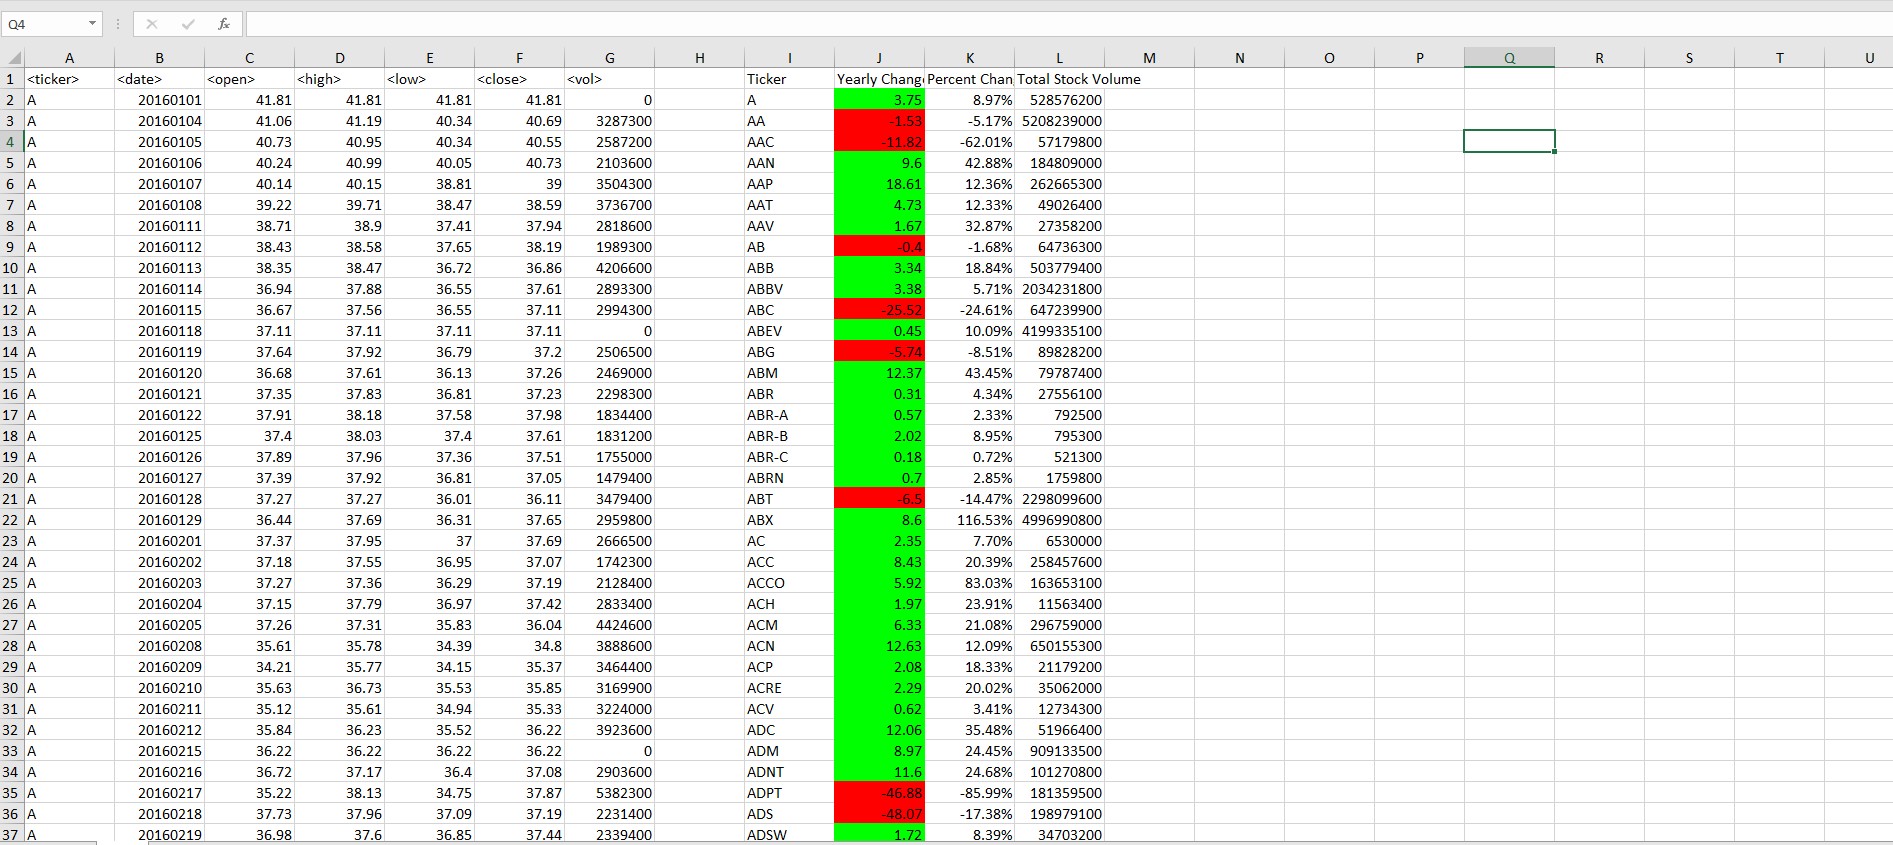 Q4 fx
A B C D E F G H I J K L M N O P Q R S T U
1 <ticker> <date> <open> <high> <low> <close> <vol> Ticker Yearly Chang Percent Chan Total Stock Volume
2 A 20160101 41.81 41.81 41.81 41.81 0 A 3.75 8.97% 528576200
3 A 20160104 41.06 41.19 40.34 40.69 3287300 AA -1.53 -5.17% 5208239000
4 A 20160105 40.73 40.95 40.34 40.55 2587200 AAC -11.82 -62.01% 57179800
5 A 20160106 40.24 40.99 40.05 40.73 2103600 AAN 9.6 42.88% 184809000
6 A 20160107 40.14 40.15 38.81 39 3504300 AAP 18.61 12.36% 262665300
7 A 20160108 39.22 39.71 38.47 38.59 3736700 AAT 4.73 12.33% 49026400
8 A 20160111 38.71 38.9 37.41 37.94 2818600 AAV 1.67 32.87% 27358200
9 A 20160112 38.43 38.58 37.65 38.19 1989300 AB -0.4 -1.68% 64736300
10 A 20160113 38.35 38.47 36.72 36.86 4206600 ABB 3.34 18.84% 503779400
11 A 20160114 36.94 37.88 36.55 37.61 2893300 ABBV 3.38 5.71% 2034231800
12 A 20160115 36.67 37.56 36.55 37.11 2994300 ABC -25.52 -24.61% 647239900
13 A 20160118 37.11 37.11 37.11 37.11 0 ABEV 0.45 10.09% 4199335100
14 A 20160119 37.64 37.92 36.79 37.2 2506500 ABG -5.74 -8.51% 89828200
15 A 20160120 36.68 37.61 36.13 37.26 2469000 ABM 12.37 43.45% 79787400
16 A 20160121 37.35 37.83 36.81 37.23 2298300 ABR 0.31 4.34% 27556100
17 A 20160122 37.91 38.18 37.58 37.98 1834400 ABR-A 0.57 2.33% 792500
18 A 20160125 37.4 38.03 37.4 37.61 1831200 ABR-B 2.02 8.95% 795300
19 A 20160126 37.89 37.96 37.36 37.51 1755000 ABR-C 0.18 0.72% 521300
20 A 20160127 37.39 37.92 36.81 37.05 1479400 ABRN 0.7 2.85% 1759800
21 A 20160128 37.27 37.27 36.01 36.11 3479400 ABT -6.5 -14.47% 2298099600
22 A 20160129 36.44 37.69 36.31 37.65 2959800 ABX 8.6 116.53% 4996990800
23 A 20160201 37.37 37.95 37 37.69 2666500 AC 2.35 7.70% 6530000
24 A 20160202 37.18 37.55 36.95 37.07 1742300 ACC 8.43 20.39% 258457600
25 A 20160203 37.27 37.36 36.29 37.19 2128400 ACCO 5.92 83.03% 163653100
26 A 20160204 37.15 37.79 36.97 37.42 2833400 ACH 1.97 23.91% 11563400
27 A 20160205 37.26 37.31 35.83 36.04 4424600 ACM 6.33 21.08% 296759000
28 A 20160208 35.61 35.78 34.39 34.8 3888600 ACN 12.63 12.09% 650155300
29 A 20160209 34.21 35.77 34.15 35.37 3464400 ACP 2.08 18.33% 21179200
30 A 20160210 35.63 36.73 35.53 35.85 3169900 ACRE 2.29 20.02% 35062000
31 A 20160211 35.12 35.61 34.94 35.33 3224000 ACV 0.62 3.41% 12734300
32 A 20160212 35.84 36.23 35.52 36.22 3923600 ADC 12.06 35.48% 51966400
33 A 20160215 36.22 36.22 36.22 36.22 0 ADM 8.97 24.45% 909133500
34 A 20160216 36.72 37.17 36.4 37.08 2903600 ADNT 11.6 24.68% 101270800
35 A 20160217 35.22 38.13 34.75 37.87 5382300 ADPT -46.88 -85.99% 181359500
36 A 20160218 37.73 37.96 37.09 37.19 2231400 ADS -48.07 -17.38% 198979100
37 A 20160219 36.98 37.6 36.85 37.44 2339400 ADSW 1.72 8.39% 34703200